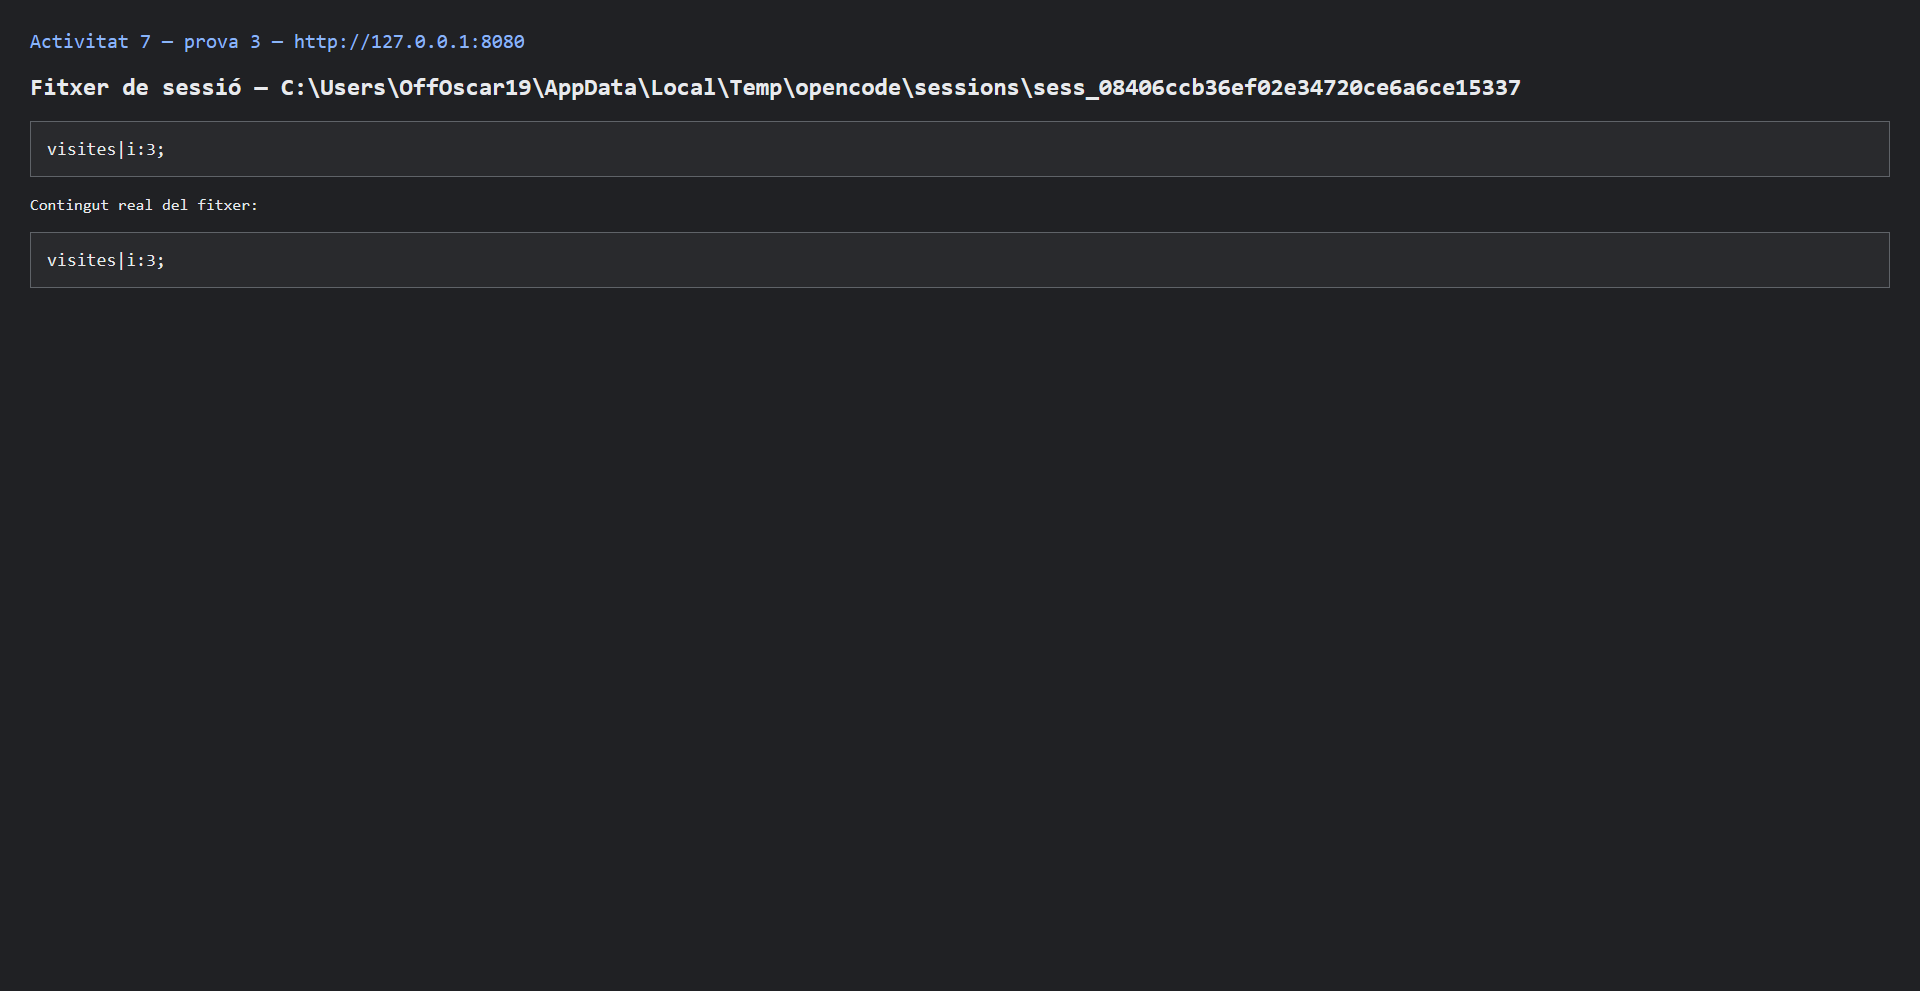 Activitat 7 — prova 3 — http://127.0.0.1:8080
Fitxer de sessió — C:\Users\OffOscar19\AppData\Local\Temp\opencode\sessions\sess_08406ccb36ef02e34720ce6a6ce15337
visites|i:3;
Contingut real del fitxer:
visites|i:3;